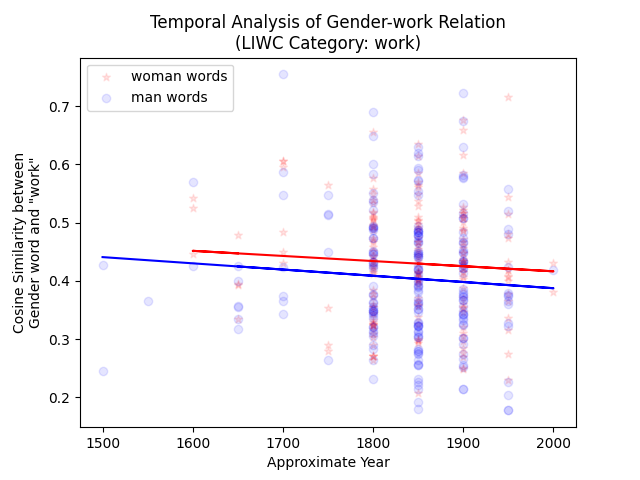 Temporal Analysis of Gender-work Relation
(LIWC Category: work)
woman words
man words
0.7
0.6
0.5
0.4
0.3
0.2
Cosine Similarity between
Gender word and "work"
1500 1600 1700 1800 1900 2000
Approximate Year